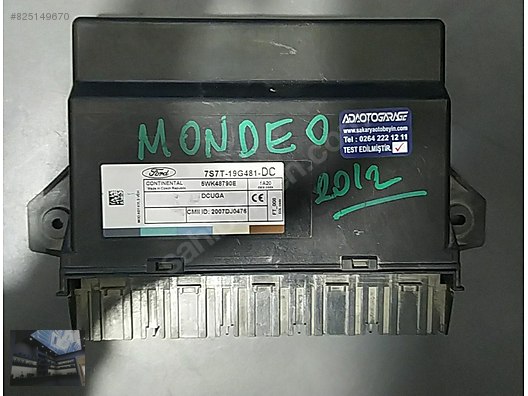 #825149670
ADAOTOGARAGE
www.sakaryaotobeyin.com
Tel : 0264 222 12 11
TEST EDİLMİŞTİR.
MONDEO
2012
Ford
7S7T-19G481-DC
CONTINENTAL
Made in Czech Republic
5WK48790E
1A20
DCUGA
CMII ID: 2007DJ0476
CE